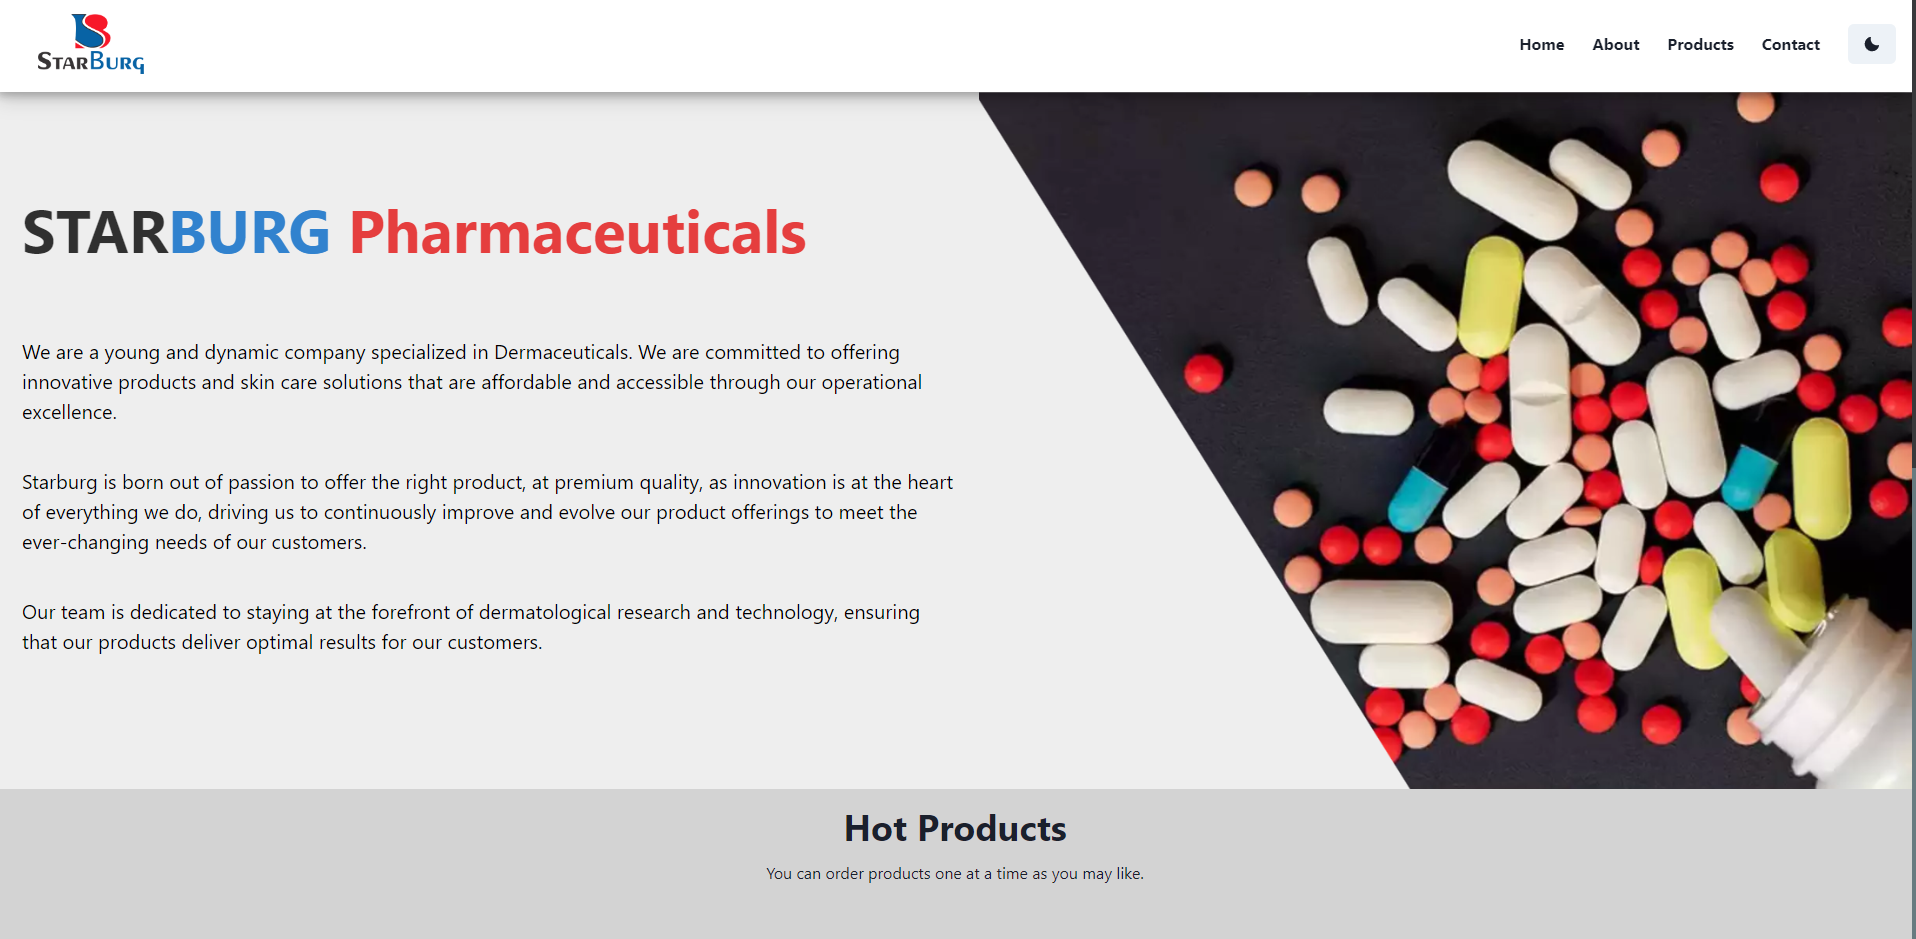 STARBURG
Home About Products Contact
STARBURG Pharmaceuticals
We are a young and dynamic company specialized in Dermaceuticals. We are committed to offering
innovative products and skin care solutions that are affordable and accessible through our operational
excellence.
Starburg is born out of passion to offer the right product, at premium quality, as innovation is at the heart
of everything we do, driving us to continuously improve and evolve our product offerings to meet the
ever-changing needs of our customers.
Our team is dedicated to staying at the forefront of dermatological research and technology, ensuring
that our products deliver optimal results for our customers.
Hot Products
You can order products one at a time as you may like.